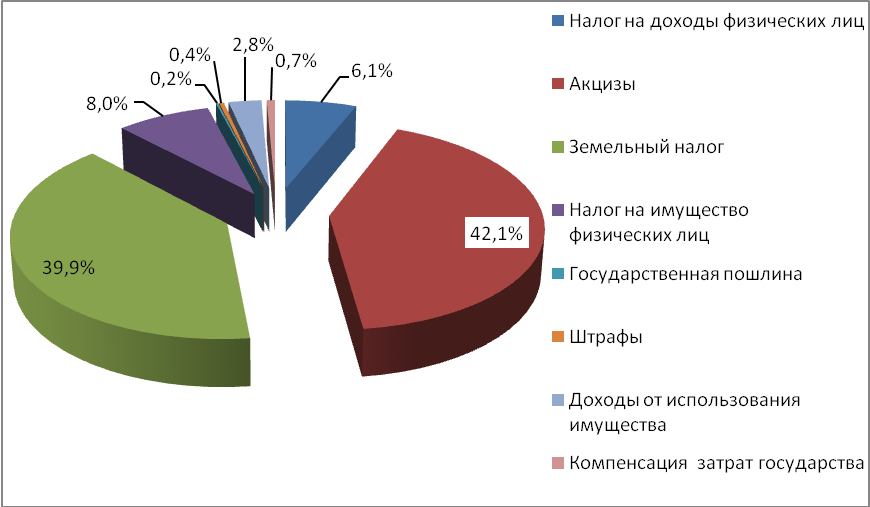 2,8%
0,4%
0,7%
0,2%
6,1%
8,0%
42,1%
39,9%
Налог на доходы физических лиц
Акцизы
Земельный налог
Налог на имущество
физических лиц
Государственная пошлина
Штрафы
Доходы от использования
имущества
Компенсация  затрат государства